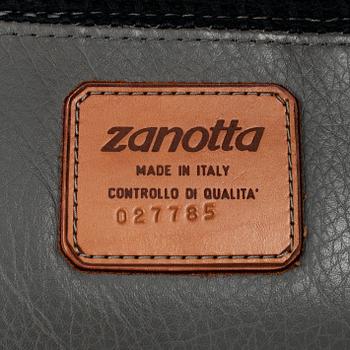 zanotta
MADE IN ITALY
CONTROLLO DI QUALITA'
027785